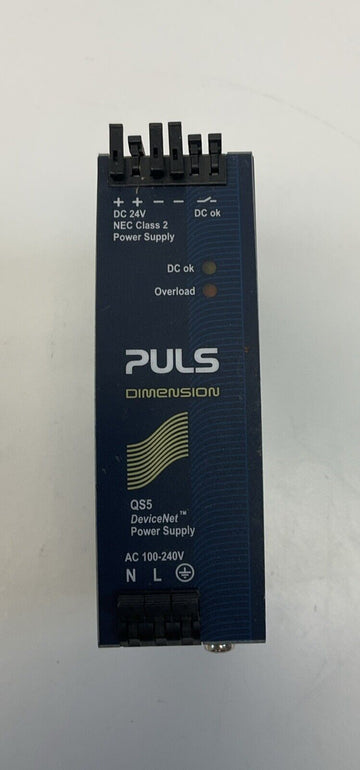 + + − −
DC 24V DC ok
NEC Class 2
Power Supply
DC ok
Overload
PULS
DIMENSION
QS5
DeviceNet™
Power Supply
AC 100-240V
N L